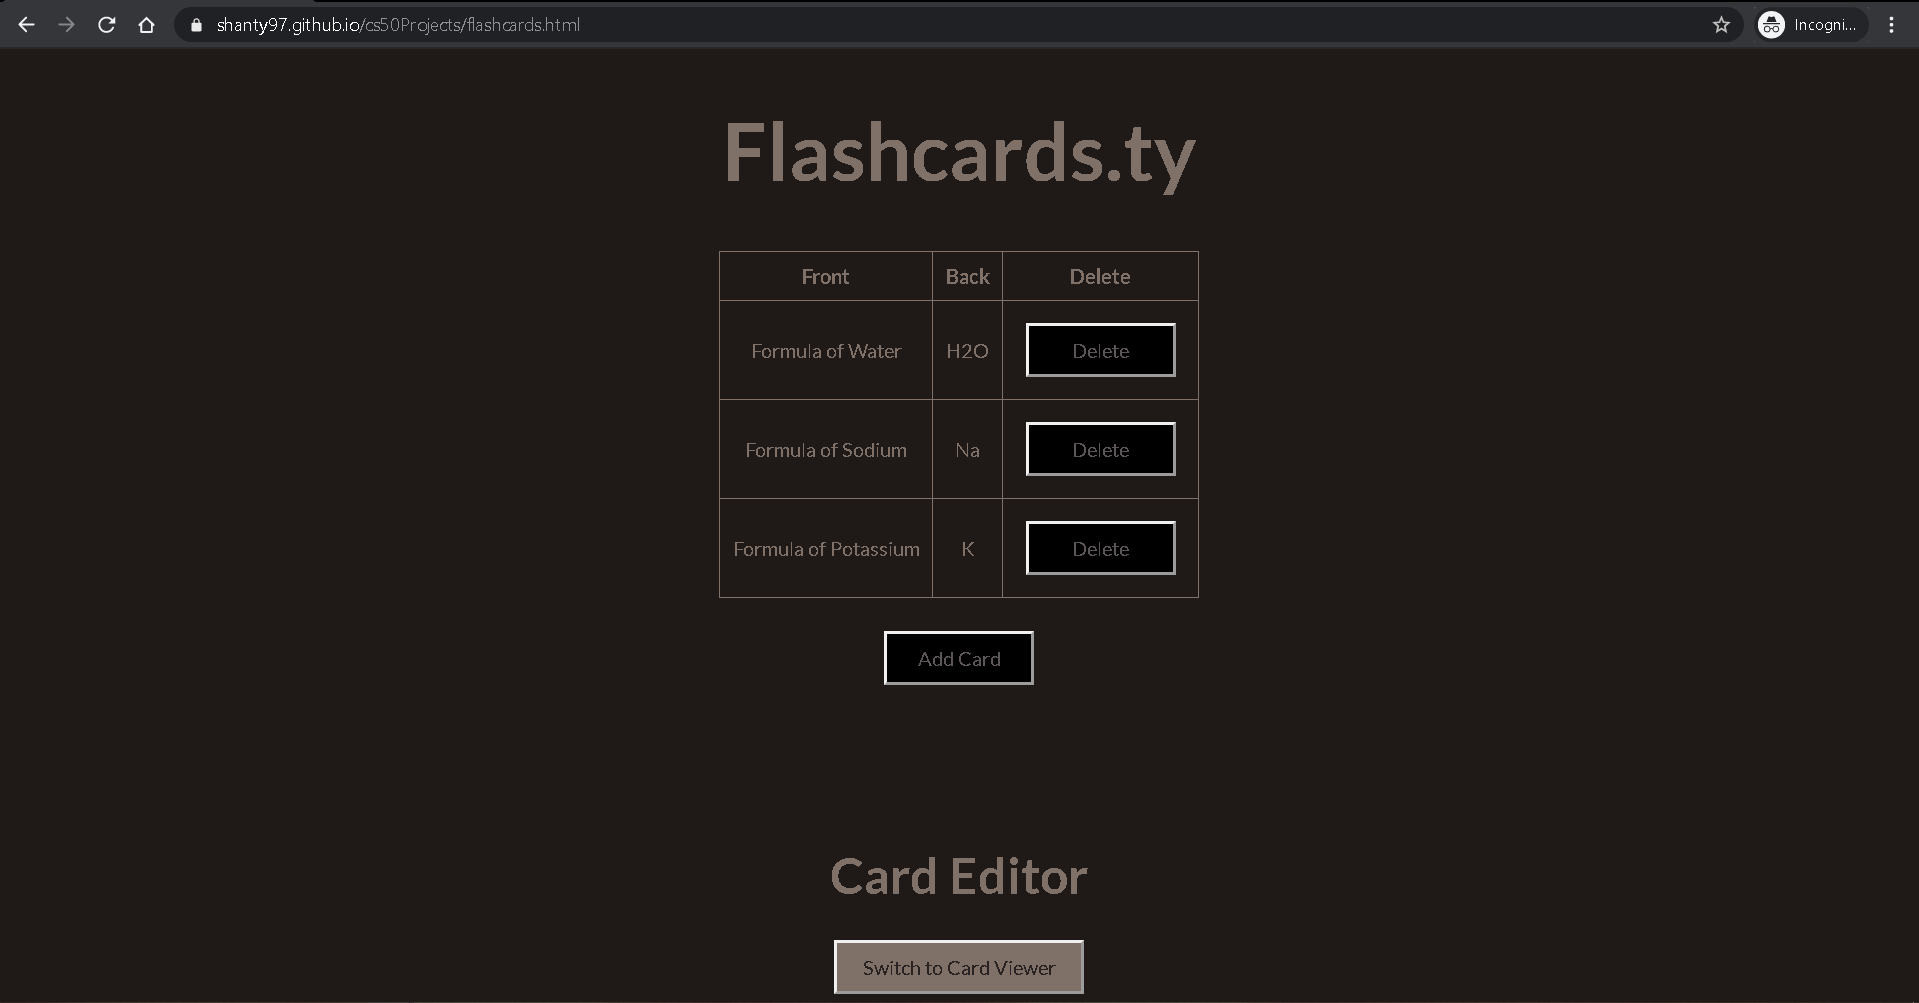 shanty97.github.io/cs50Projects/flashcards.html
Incogni...
Flashcards.ty
Front Back Delete
Formula of Water H2O Delete
Formula of Sodium Na Delete
Formula of Potassium K Delete
Add Card
Card Editor
Switch to Card Viewer